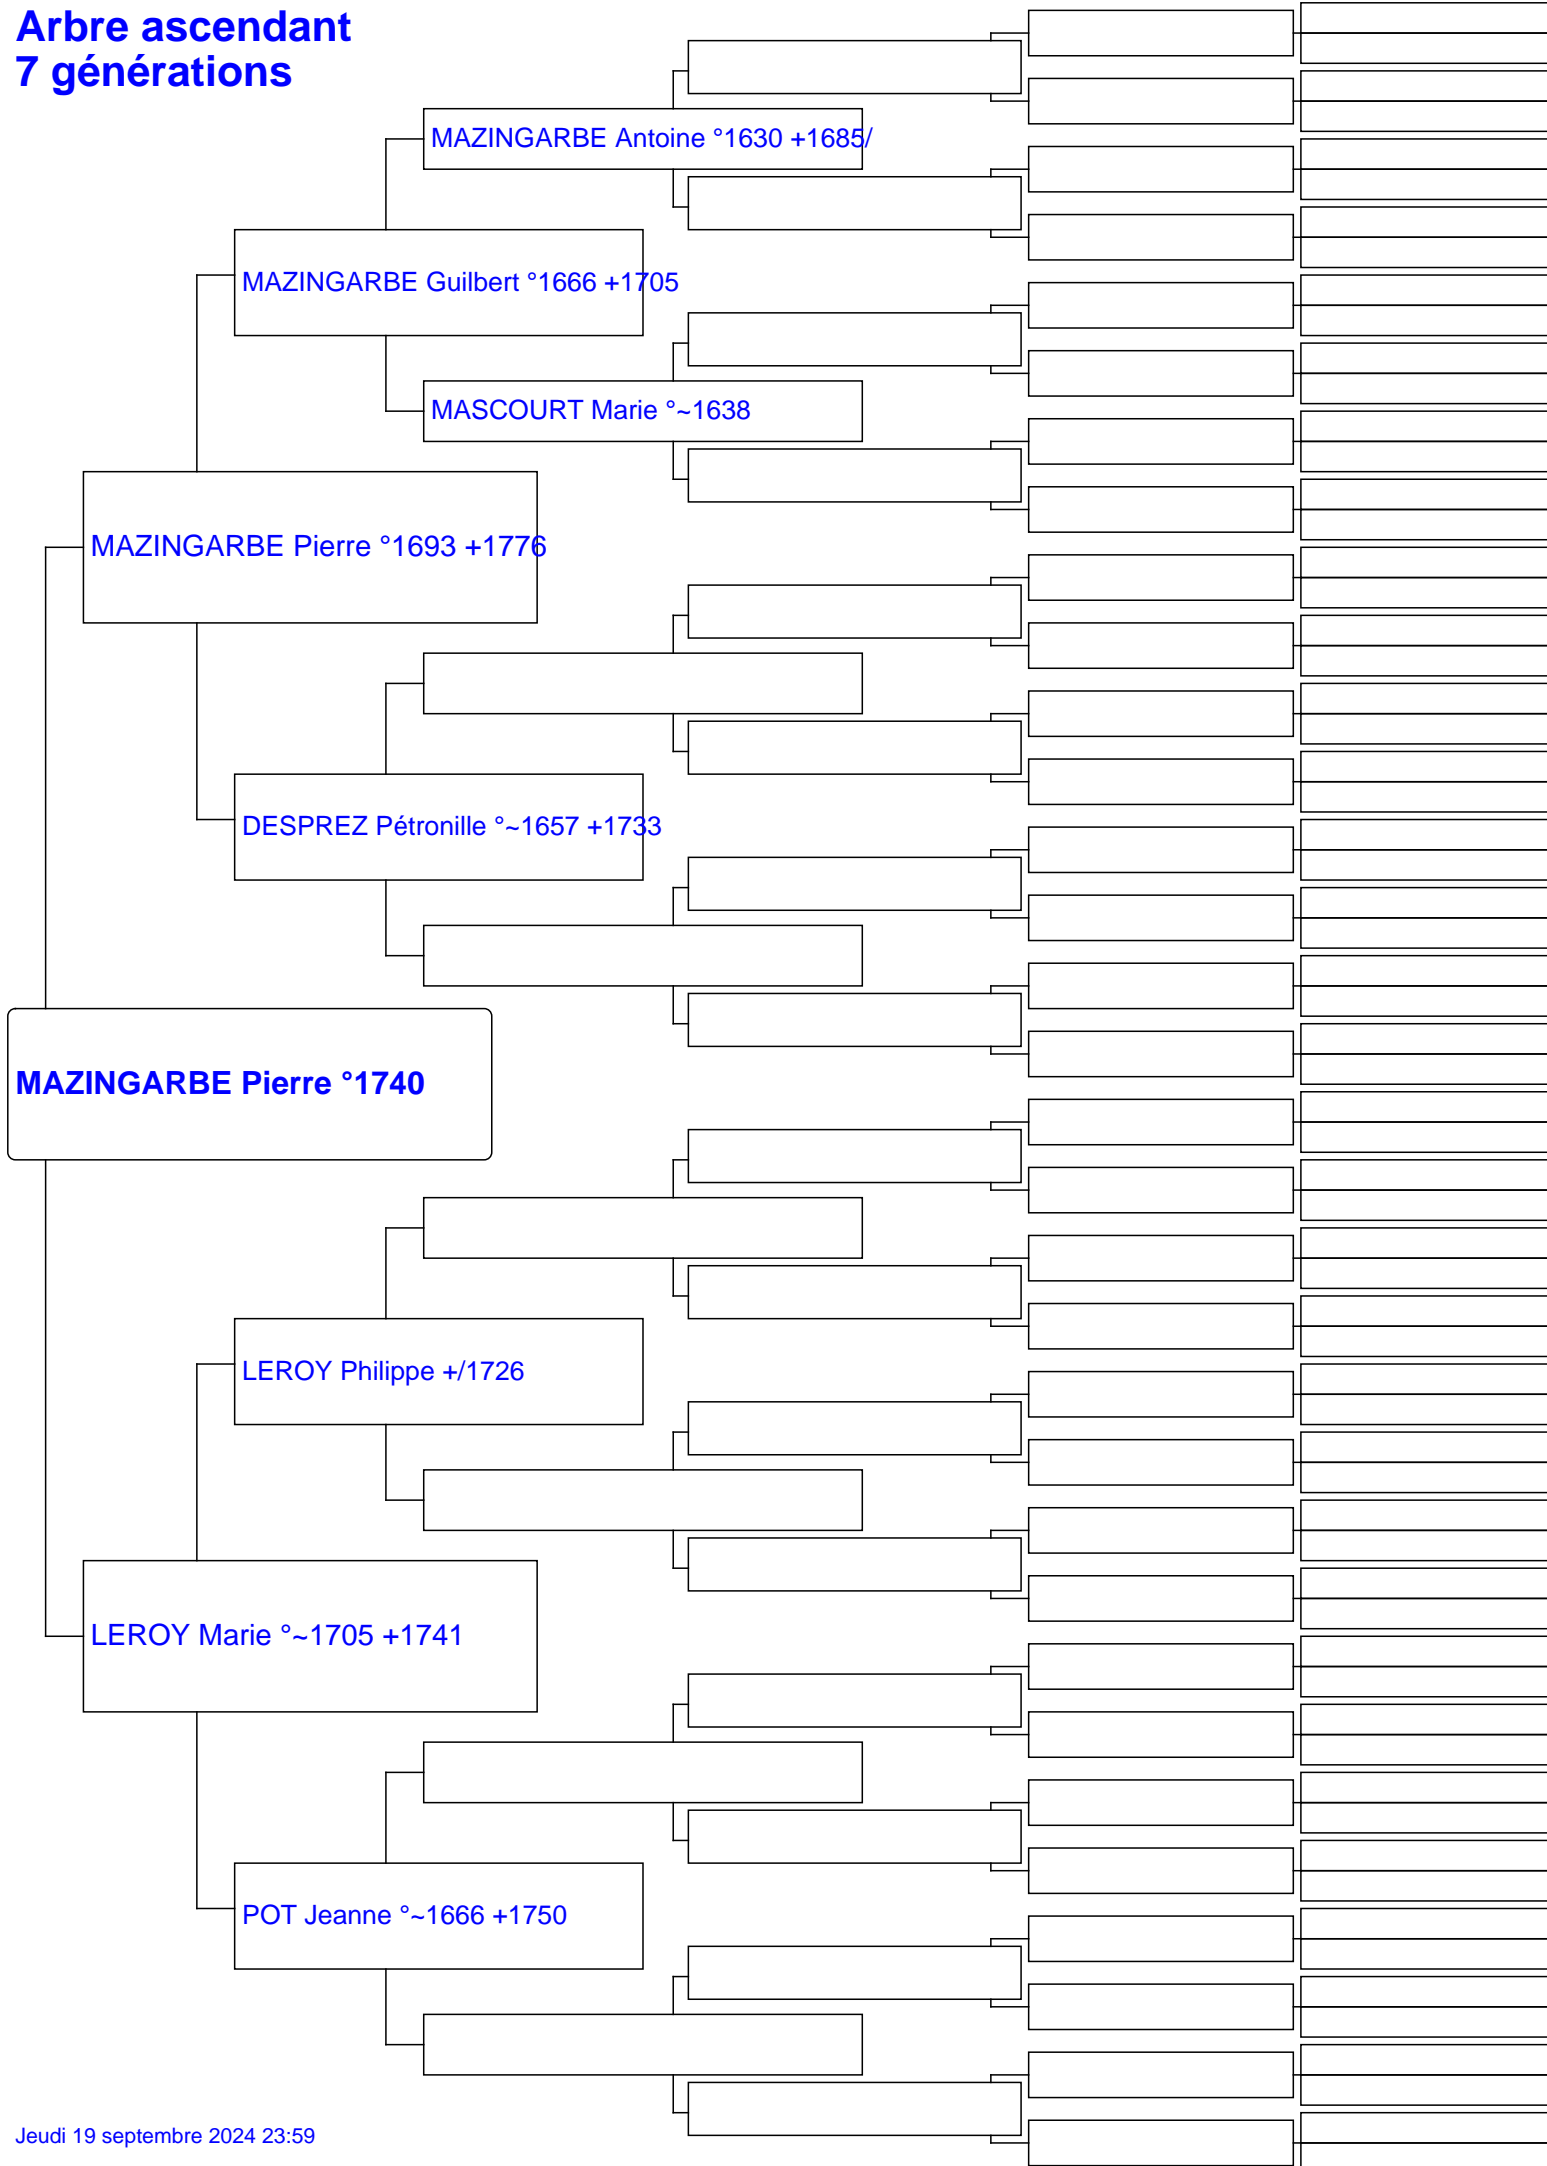 Arbre ascendant
7 générations
MAZINGARBE Antoine °1630 +1685/
MAZINGARBE Guilbert °1666 +1705
MASCOURT Marie °~1638
MAZINGARBE Pierre °1693 +1776
DESPREZ Pétronille °~1657 +1733
MAZINGARBE Pierre °1740
LEROY Philippe +/1726
LEROY Marie °~1705 +1741
POT Jeanne °~1666 +1750
Jeudi 19 septembre 2024 23:59